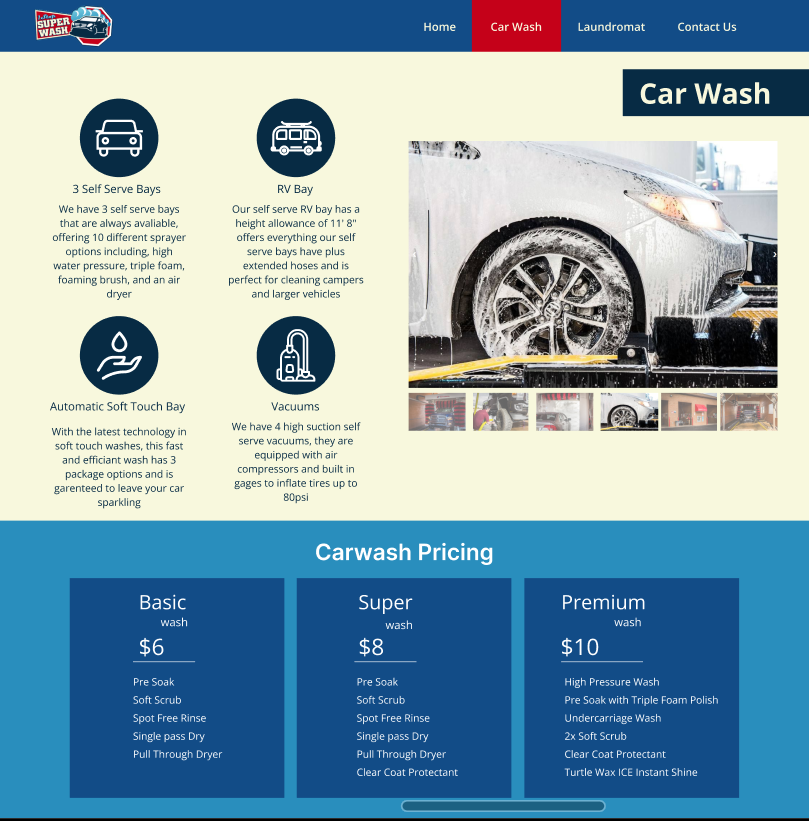 SUPER
WASH
Home
Car Wash
Laundromat
Contact Us
Car Wash
3 Self Serve Bays
We have 3 self serve bays
that are always avaliable,
offering 10 different sprayer
options including, high
water pressure, triple foam,
foaming brush, and an air
dryer
RV Bay
Our self serve RV bay has a
height allowance of 11' 8"
offers everything our self
serve bays have plus
extended hoses and is
perfect for cleaning campers
and larger vehicles
Automatic Soft Touch Bay
With the latest technology in
soft touch washes, this fast
and efficiant wash has 3
package options and is
garenteed to leave your car
sparkling
Vacuums
We have 4 high suction self
serve vacuums, they are
equipped with air
compressors and built in
gages to inflate tires up to
80psi
Carwash Pricing
Basic
wash
$6
Pre Soak
Soft Scrub
Spot Free Rinse
Single pass Dry
Pull Through Dryer
Super
wash
$8
Pre Soak
Soft Scrub
Spot Free Rinse
Single pass Dry
Pull Through Dryer
Clear Coat Protectant
Premium
wash
$10
High Pressure Wash
Pre Soak with Triple Foam Polish
Undercarriage Wash
2x Soft Scrub
Clear Coat Protectant
Turtle Wax ICE Instant Shine